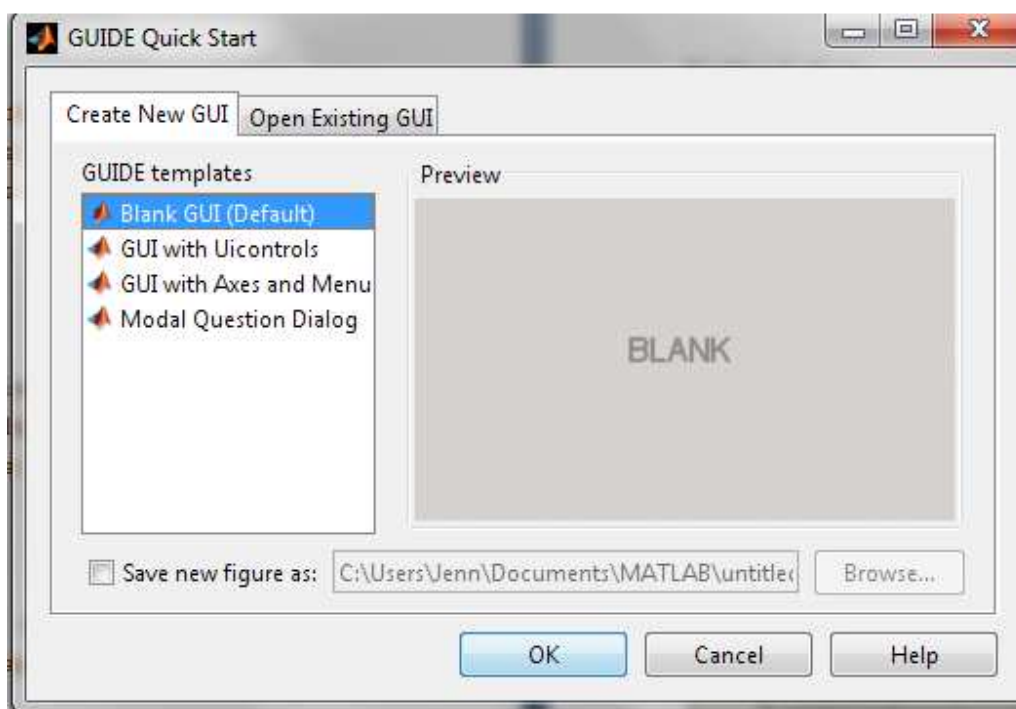 GUIDE Quick Start
Create New GUI
Open Existing GUI
GUIDE templates
Preview
Blank GUI (Default)
GUI with Uicontrols
GUI with Axes and Menu
Modal Question Dialog
BLANK
Save new figure as:
C:\Users\Jenn\Documents\MATLAB\untitled
Browse...
OK
Cancel
Help